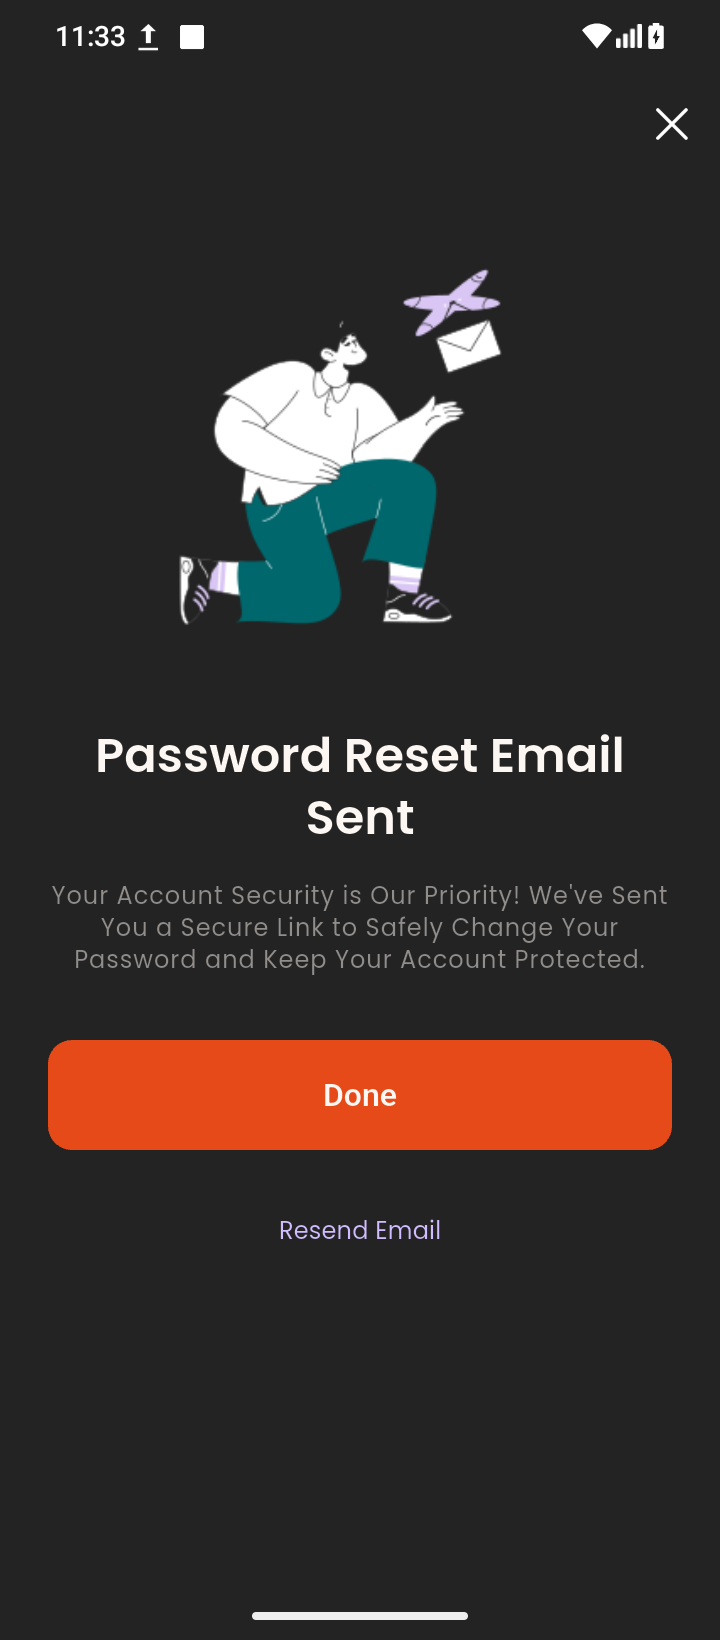 11:33
Password Reset Email
Sent
Your Account Security is Our Priority! We've Sent
You a Secure Link to Safely Change Your
Password and Keep Your Account Protected.
Done
Resend Email